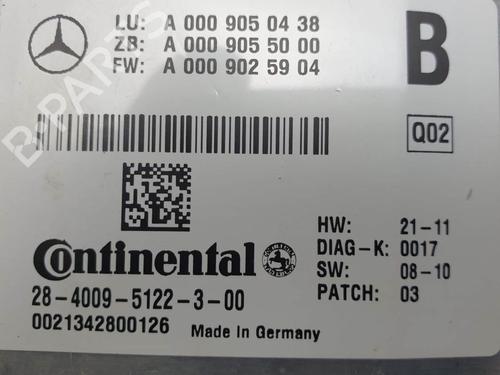 LU: A 000 905 04 38
ZB: A 000 905 50 00
FW: A 000 902 59 04
B
Q02
B-PARTS
HW: 21-11
DIAG-K: 0017
SW: 08-10
PATCH: 03
Continental
28-4009-5122-3-00
0021342800126 Made in Germany